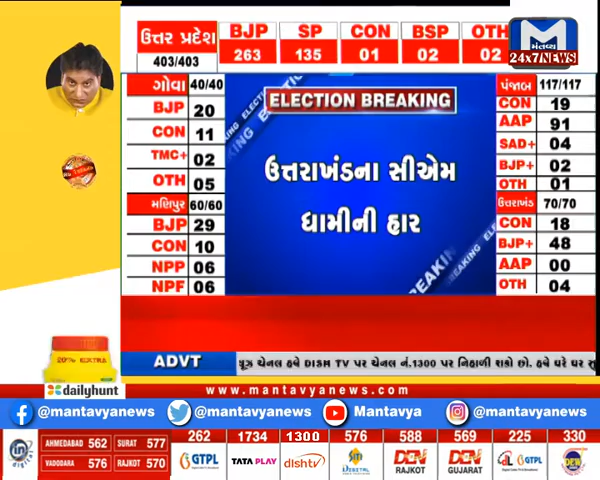 ઉત્તર પ્રદેશ BJP SP CON BSP OTH
403/403 263 135 01 02 02
મંતવ્ય
24x7/NEWS
ગોવા 40/40
BJP 20
CON 11
TMC+ 02
OTH 05
મણિપુર 60/60
BJP 29
CON 10
NPP 06
NPF 06
ELECTION BREAKING
ઉત્તરાખંડના સીએમ
ધામીની હાર
પંજાબ 117/117
CON 19
AAP 91
SAD+ 04
BJP+ 02
OTH 01
ઉત્તરાખંડ 70/70
CON 18
BJP+ 48
AAP 00
OTH 04
20% EXTRA
ADVT ચેનલ હવે DISH TV પર ચેનલ નં.1300 પર નિહાળી શકો છો. હવે ઘરે ઘર
dailyhunt www.mantavyanews.com
@mantavyanews @mantavyanews Mantavya @mantavyanews
in digital AHMEDABAD 562 SURAT 577 262 1734 1300 576 588 569 225 330
VADODARA 576 RAJKOT 570 GTPL TATA PLAY dishtv SITI DIGITAL DEN RAJKOT DEN GUJARAT GTPL DEW